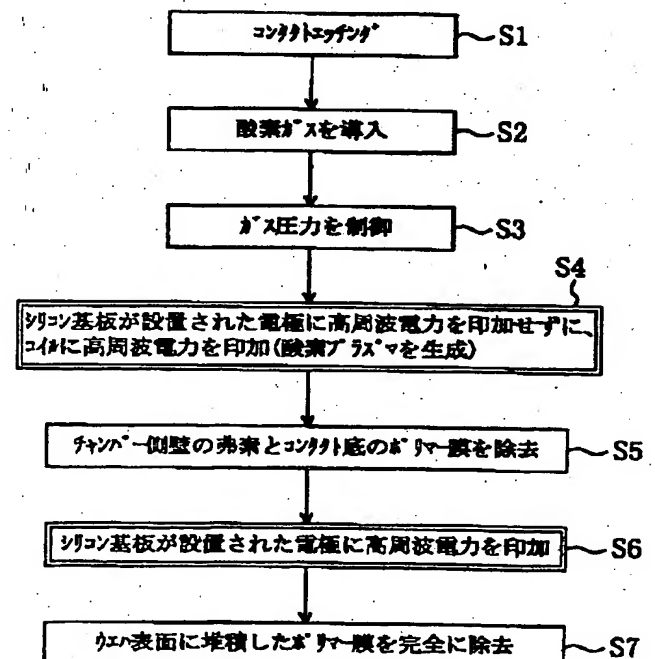 コンタクトエッチング
S1
酸素ガスを導入
S2
ガス圧力を制御
S3
S4
シリコン基板が設置された電極に高周波電力を印加せずに、
コイルに高周波電力を印加(酸素プラズマを生成)
チャンバー側壁の弗素とコンタクト底のポリマー膜を除去
S5
シリコン基板が設置された電極に高周波電力を印加
S6
ウエハ表面に堆積したポリマー膜を完全に除去
S7